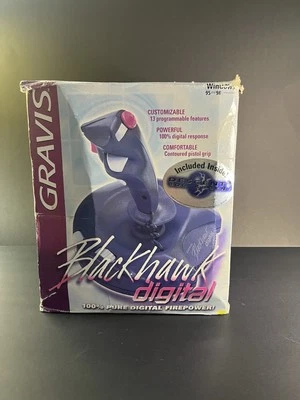 Windows
95 98
GRAVIS
CUSTOMIZABLE
13 programmable features
POWERFUL
100% digital response
COMFORTABLE
Contoured pistol grip
Included Inside!
Blackhawk
digital
100% PURE DIGITAL FIREPOWER!